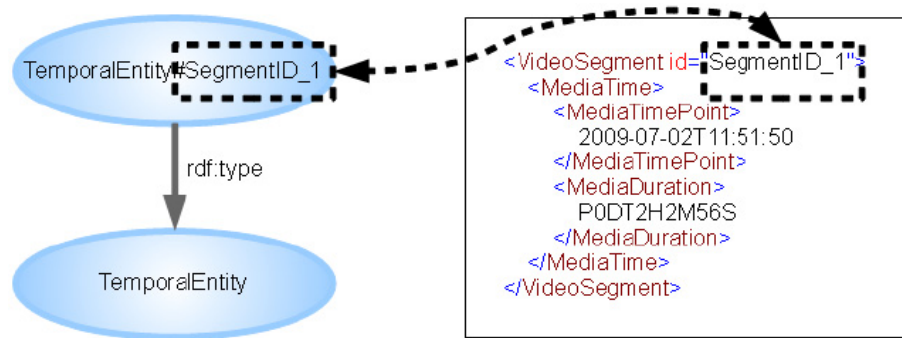 TemporalEntity#SegmentID_1
rdf:type
TemporalEntity
<VideoSegment id="SegmentID_1">
<MediaTime>
<MediaTimePoint>
2009-07-02T11:51:50
</MediaTimePoint>
<MediaDuration>
P0DT2H2M56S
</MediaDuration>
</MediaTime>
</VideoSegment>